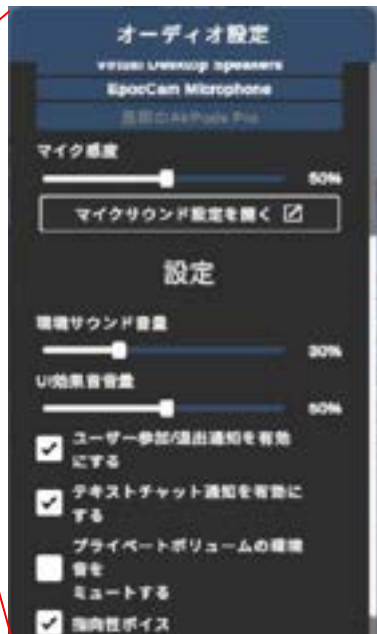 オーディオ設定
Virtual Desktop Speakers
EpocCam Microphone
AirPods Pro
マイク感度
50%
マイクサウンド設定を開く
設定
環境サウンド音量
30%
UI効果音音量
50%
ユーザー参加/退出通知を有効
にする
テキストチャット通知を有効に
する
プライベートボリュームの環境
音を
ミュートする
指向性ボイス